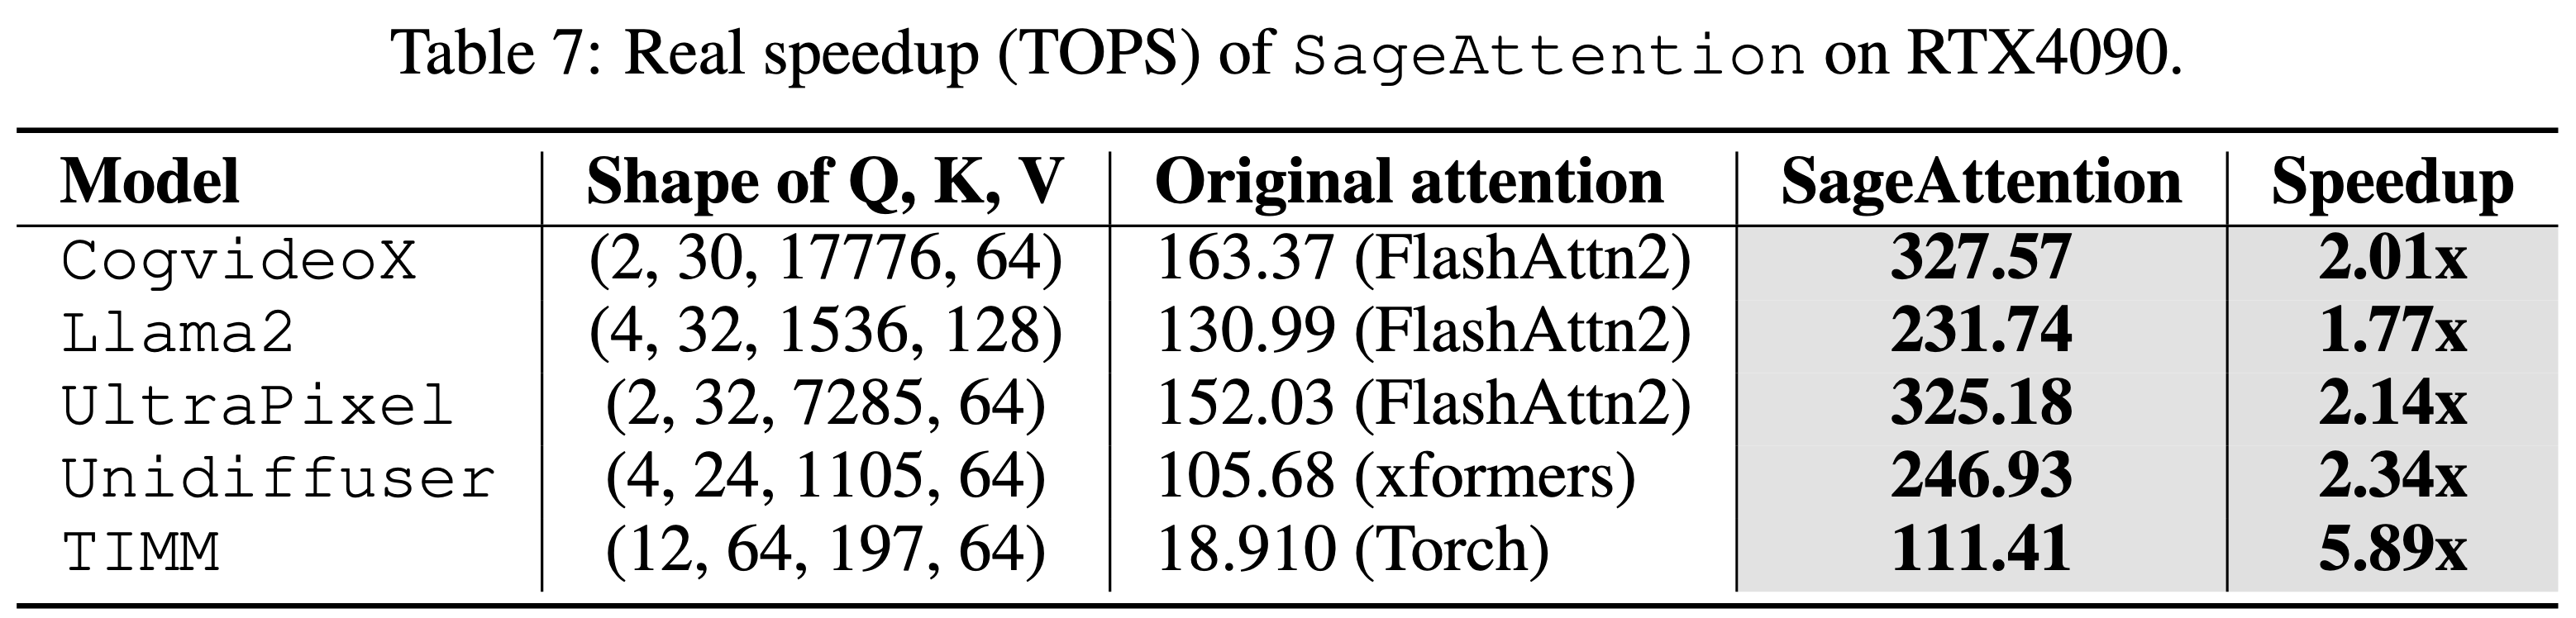 Table 7: Real speedup (TOPS) of SageAttention on RTX4090.
Model Shape of Q, K, V Original attention SageAttention Speedup
CogvideoX (2, 30, 17776, 64) 163.37 (FlashAttn2) 327.57 2.01x
Llama2 (4, 32, 1536, 128) 130.99 (FlashAttn2) 231.74 1.77x
UltraPixel (2, 32, 7285, 64) 152.03 (FlashAttn2) 325.18 2.14x
Unidiffuser (4, 24, 1105, 64) 105.68 (xformers) 246.93 2.34x
TIMM (12, 64, 197, 64) 18.910 (Torch) 111.41 5.89x